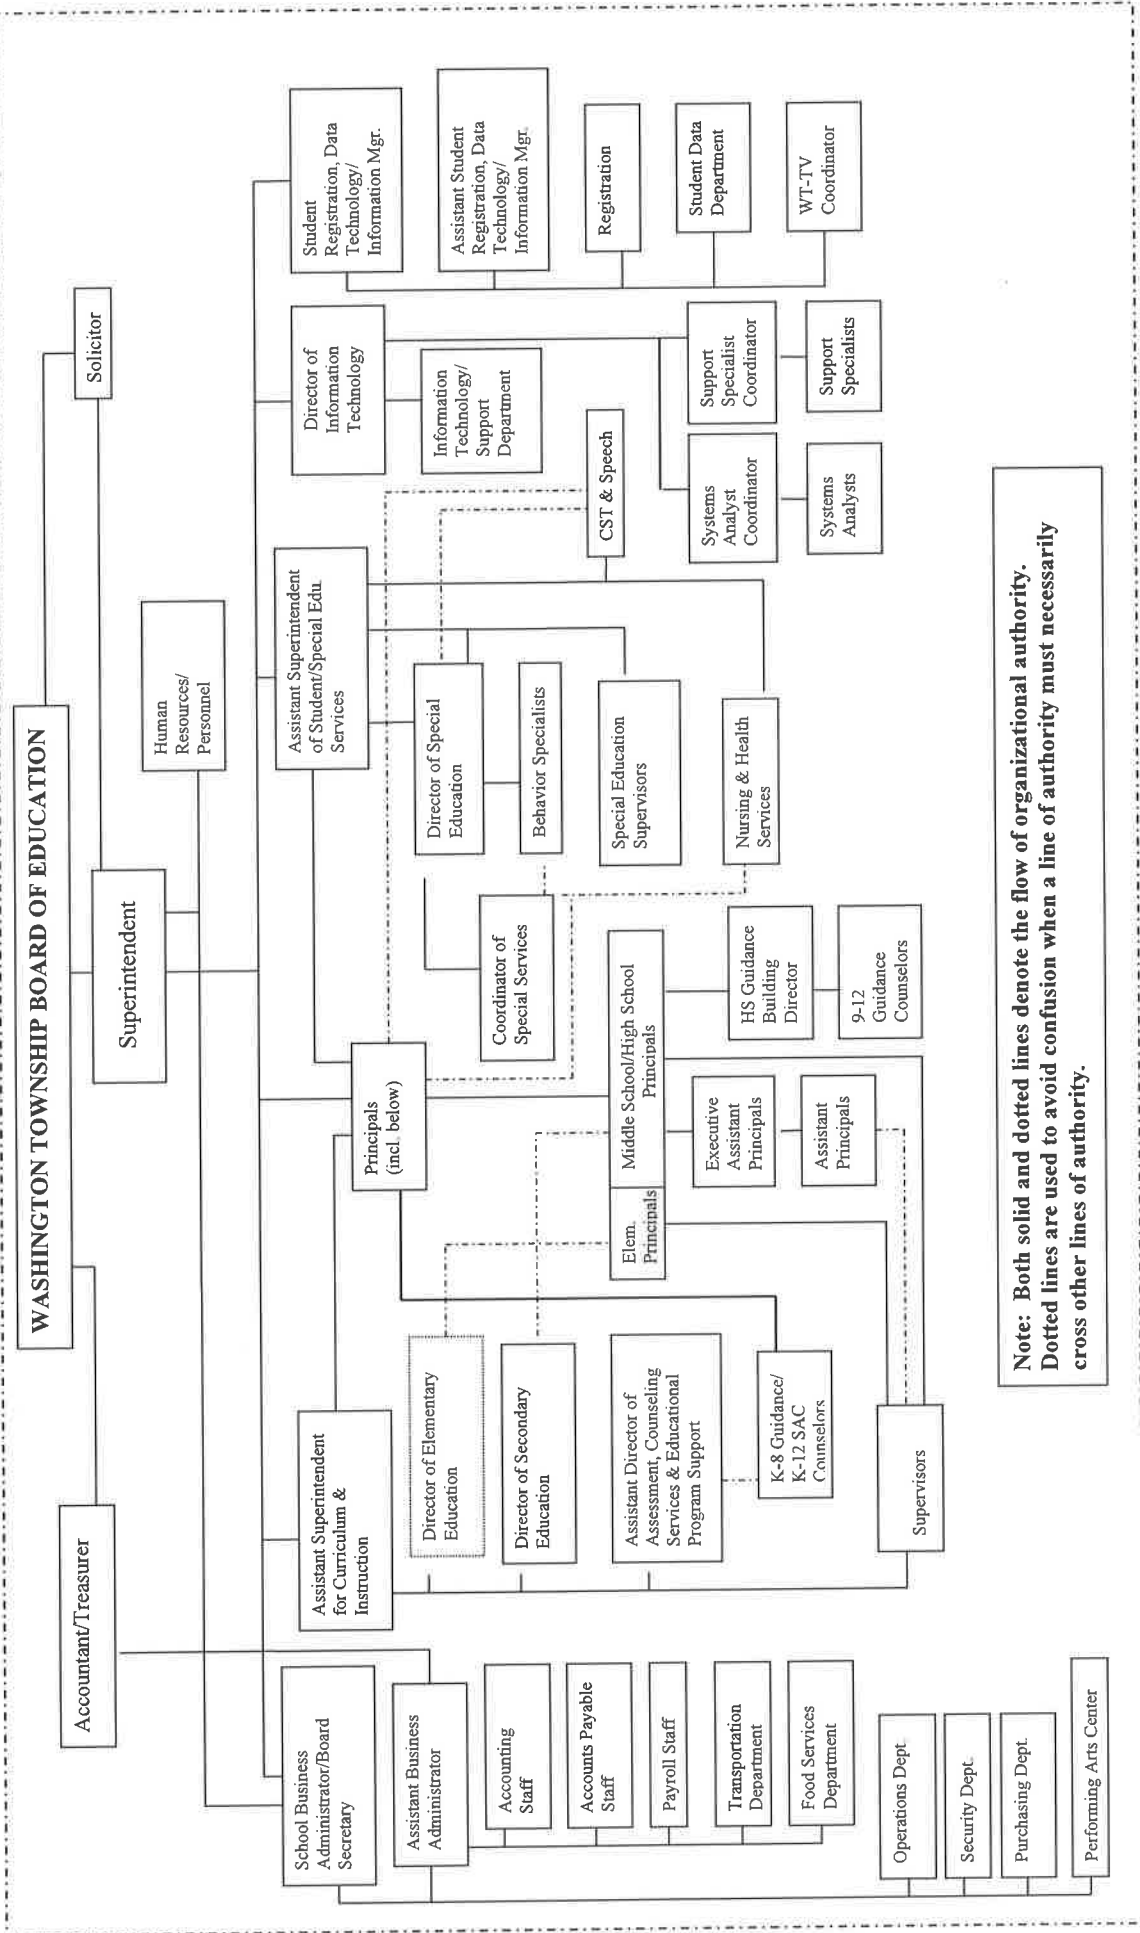 WASHINGTON TOWNSHIP BOARD OF EDUCATION
Accountant/Treasurer
Superintendent
Solicitor
Human
Resources/
Personnel
School Business
Administrator/Board
Secretary
Assistant Business
Administrator
Accounting
Staff
Accounts Payable
Staff
Payroll Staff
Transportation
Department
Food Services
Department
Operations Dept.
Security Dept.
Purchasing Dept.
Performing Arts Center
Assistant Superintendent
for Curriculum &
Instruction
Director of Elementary
Education
Director of Secondary
Education
Assistant Director of
Assessment, Counseling
Services & Educational
Program Support
K-8 Guidance/
K-12 SAC
Counselors
Supervisors
Principals
(incl. below)
Elem.
Principals
Middle School/High School
Principals
Executive
Assistant
Principals
Assistant
Principals
HS Guidance
Building
Director
9-12
Guidance
Counselors
Assistant Superintendent
of Student/Special Edu.
Services
Director of Special
Education
Coordinator of
Special Services
Behavior Specialists
Special Education
Supervisors
Nursing & Health
Services
CST & Speech
Director of
Information
Technology
Information
Technology/
Support
Department
Systems
Analyst
Coordinator
Systems
Analysts
Support
Specialist
Coordinator
Support
Specialists
Student
Registration, Data
Technology/
Information Mgr.
Assistant Student
Registration, Data
Technology/
Information Mgr.
Registration
Student Data
Department
WT-TV
Coordinator
Note: Both solid and dotted lines denote the flow of organizational authority.
Dotted lines are used to avoid confusion when a line of authority must necessarily
cross other lines of authority.